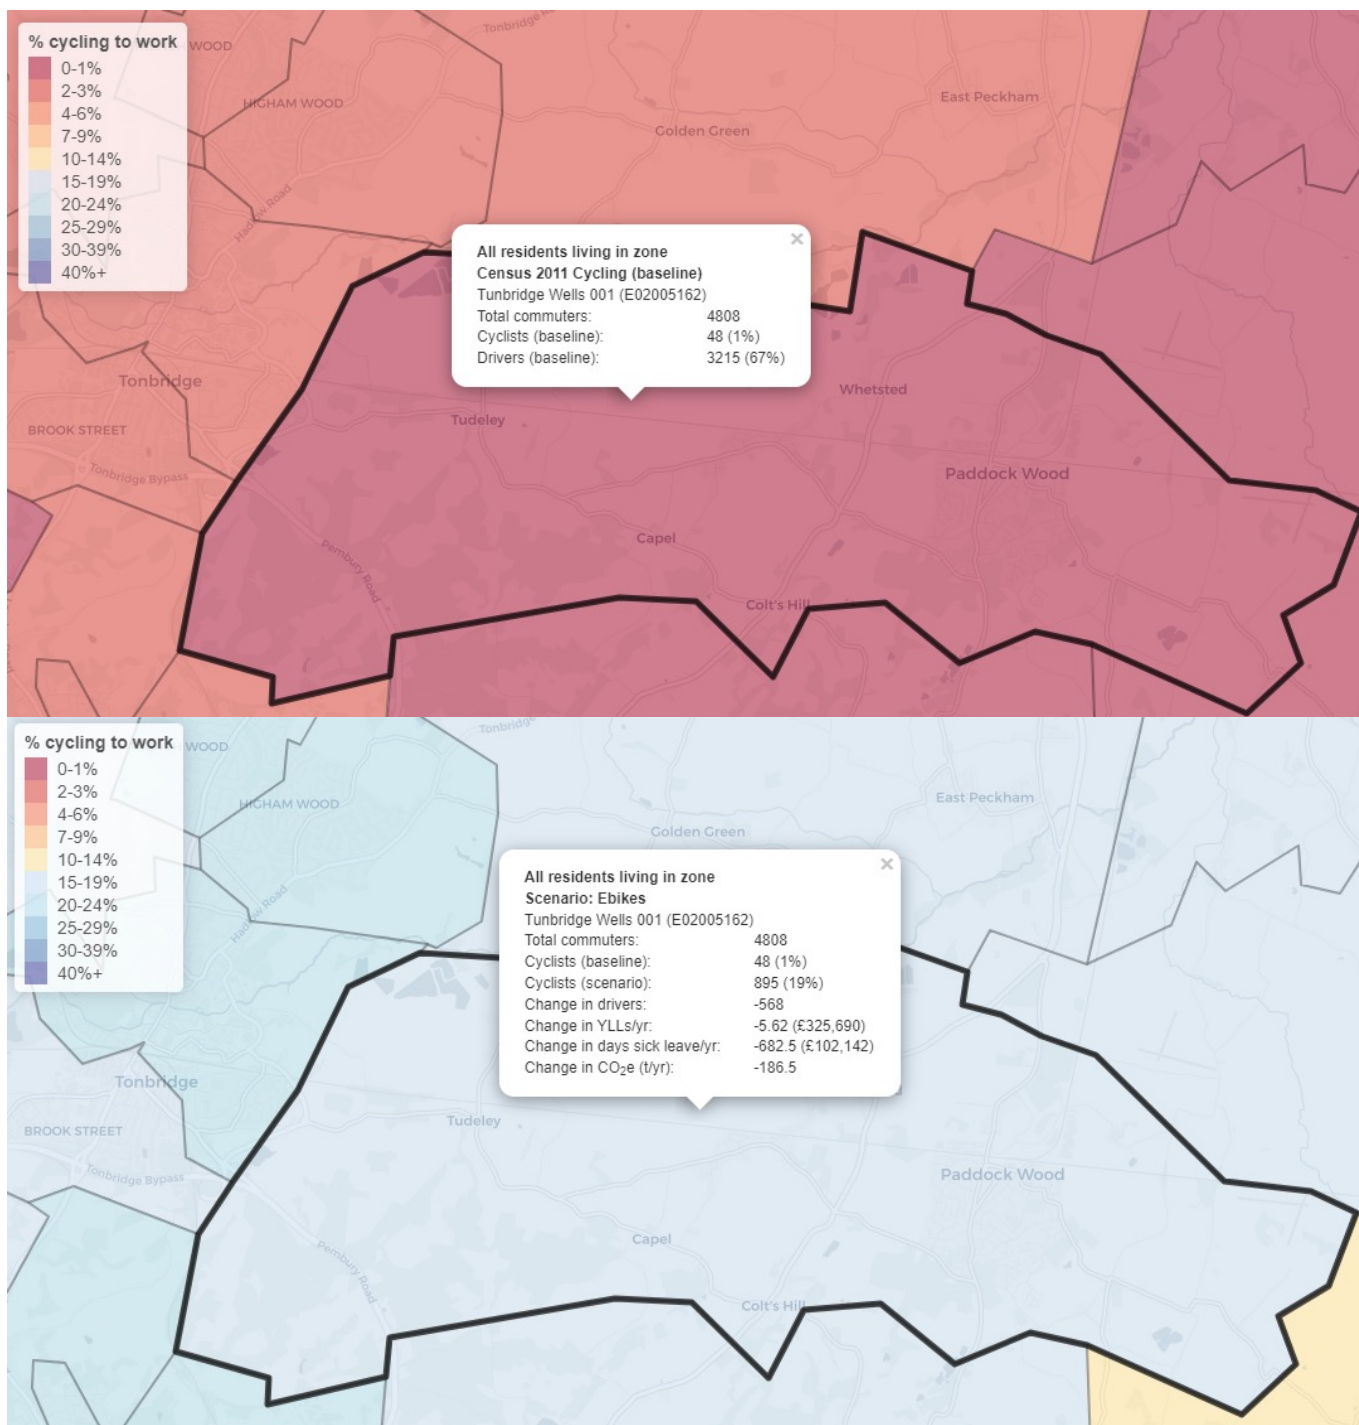 % cycling to work
0-1%
2-3%
4-6%
7-9%
10-14%
15-19%
20-24%
25-29%
30-39%
40%+
WOOD
Tonbridge
HIGHAM WOOD
East Peckham
Golden Green
Hadlow Road
All residents living in zone
Census 2011 Cycling (baseline)
Tunbridge Wells 001 (E02005162)
Total commuters: 4808
Cyclists (baseline): 48 (1%)
Drivers (baseline): 3215 (67%)
Tonbridge
Whetsted
Tudeley
BROOK STREET
Tonbridge Bypass
Paddock Wood
Capel
Pembury Road
Colt's Hill
% cycling to work
0-1%
2-3%
4-6%
7-9%
10-14%
15-19%
20-24%
25-29%
30-39%
40%+
WOOD
Tonbridge
HIGHAM WOOD
East Peckham
Golden Green
Hadlow Road
All residents living in zone
Scenario: Ebikes
Tunbridge Wells 001 (E02005162)
Total commuters: 4808
Cyclists (baseline): 48 (1%)
Cyclists (scenario): 895 (19%)
Change in drivers: -568
Change in YLLs/yr: -5.62 (£325,690)
Change in days sick leave/yr: -682.5 (£102,142)
Change in CO₂e (t/yr): -186.5
Tonbridge
Tudeley
BROOK STREET
Tonbridge Bypass
Paddock Wood
Capel
Pembury Road
Colt's Hill